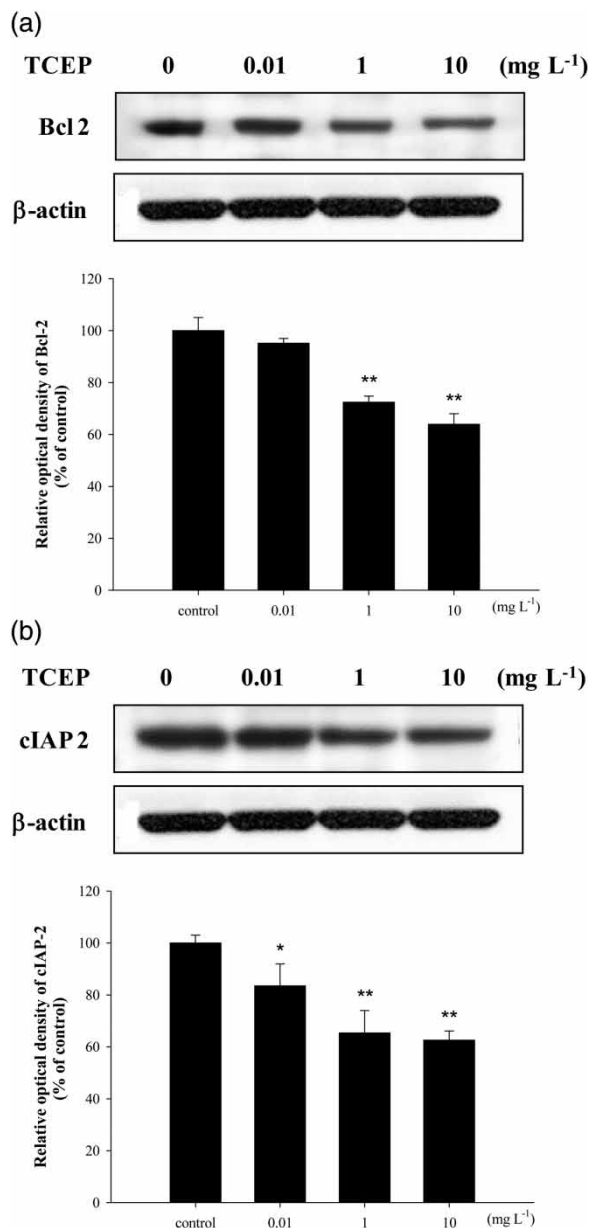 (a)
TCEP 0 0.01 1 10 (mg L-1)
Bcl 2
β-actin
Relative optical density of Bcl-2
(% of control)
120
100
80
60
40
20
0
**
**
control 0.01 1 10 (mg L-1)
(b)
TCEP 0 0.01 1 10 (mg L-1)
cIAP 2
β-actin
Relative optical density of cIAP-2
(% of control)
120
100
80
60
40
20
0
*
**
**
control 0.01 1 10 (mg L-1)